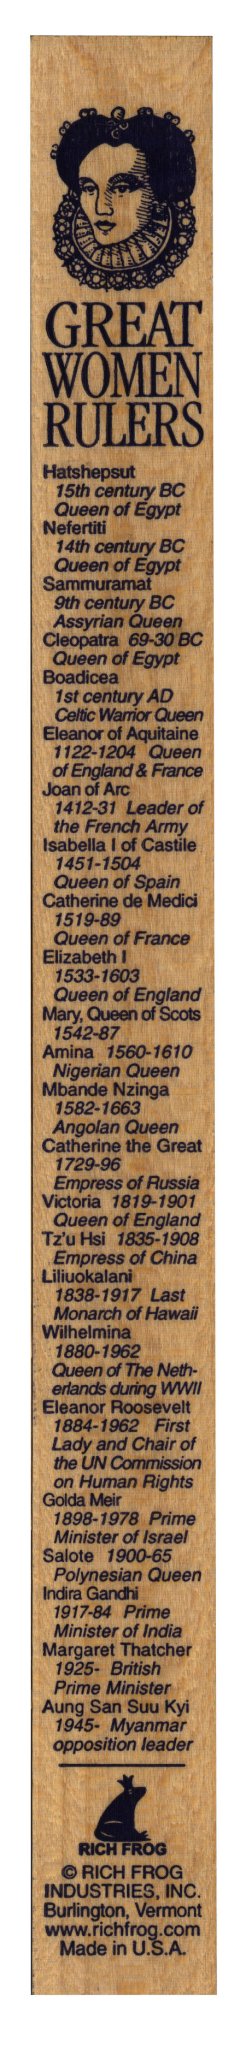 GREAT
WOMEN
RULERS
Hatshepsut
15th century BC
Queen of Egypt
Nefertiti
14th century BC
Queen of Egypt
Sammuramat
9th century BC
Assyrian Queen
Cleopatra 69-30 BC
Queen of Egypt
Boadicea
1st century AD
Celtic Warrior Queen
Eleanor of Aquitaine
1122-1204 Queen
of England & France
Joan of Arc
1412-31 Leader of
the French Army
Isabella I of Castile
1451-1504
Queen of Spain
Catherine de Medici
1519-89
Queen of France
Elizabeth I
1533-1603
Queen of England
Mary, Queen of Scots
1542-87
Amina 1560-1610
Nigerian Queen
Mbande Nzinga
1582-1663
Angolan Queen
Catherine the Great
1729-96
Empress of Russia
Victoria 1819-1901
Queen of England
Tz'u Hsi 1835-1908
Empress of China
Liliuokalani
1838-1917 Last
Monarch of Hawaii
Wilhelmina
1880-1962
Queen of The Neth-
erlands during WWII
Eleanor Roosevelt
1884-1962 First
Lady and Chair of
the UN Commission
on Human Rights
Golda Meir
1898-1978 Prime
Minister of Israel
Salote 1900-65
Polynesian Queen
Indira Gandhi
1917-84 Prime
Minister of India
Margaret Thatcher
1925- British
Prime Minister
Aung San Suu Kyi
1945- Myanmar
opposition leader
RICH FROG
© RICH FROG
INDUSTRIES, INC.
Burlington, Vermont
www.richfrog.com
Made in U.S.A.